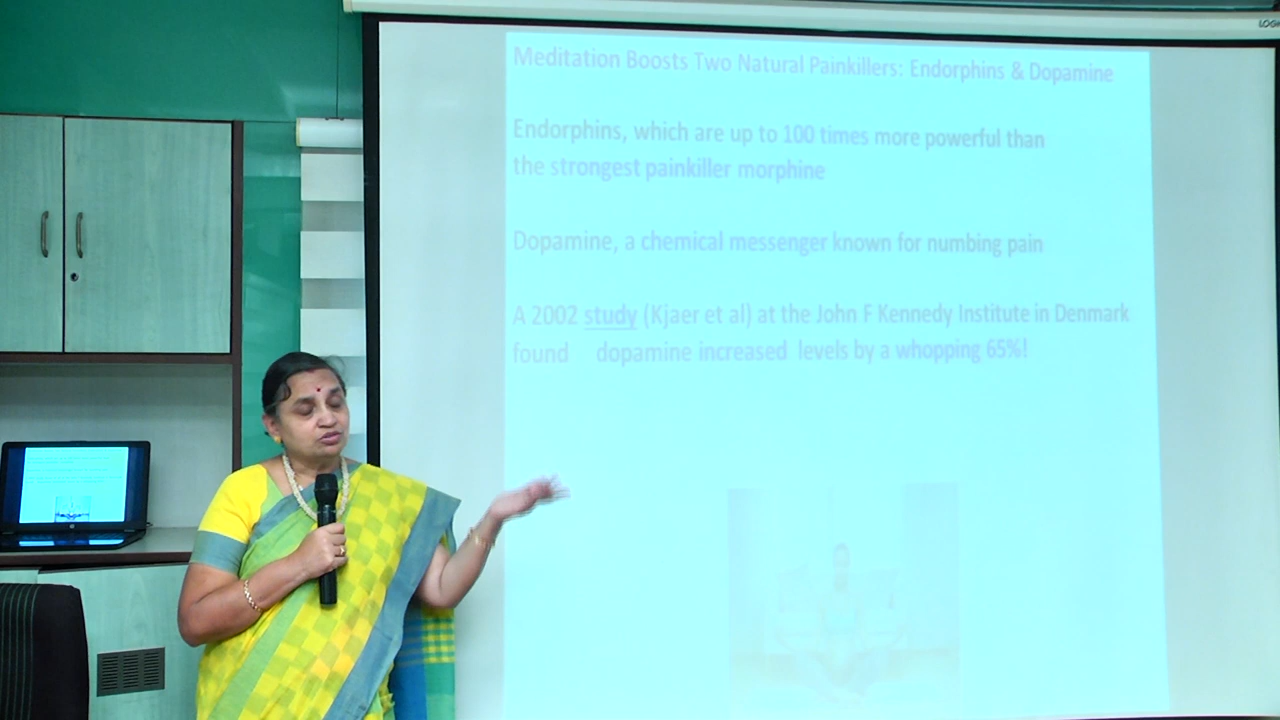 Meditation Boosts Two Natural Painkillers: Endorphins & Dopamine
Endorphins, which are up to 100 times more powerful than
the strongest painkiller morphine
Dopamine, a chemical messenger known for numbing pain
A 2002 study (Kjaer et al) at the John F Kennedy Institute in Denmark
found dopamine increased levels by a whopping 65%!